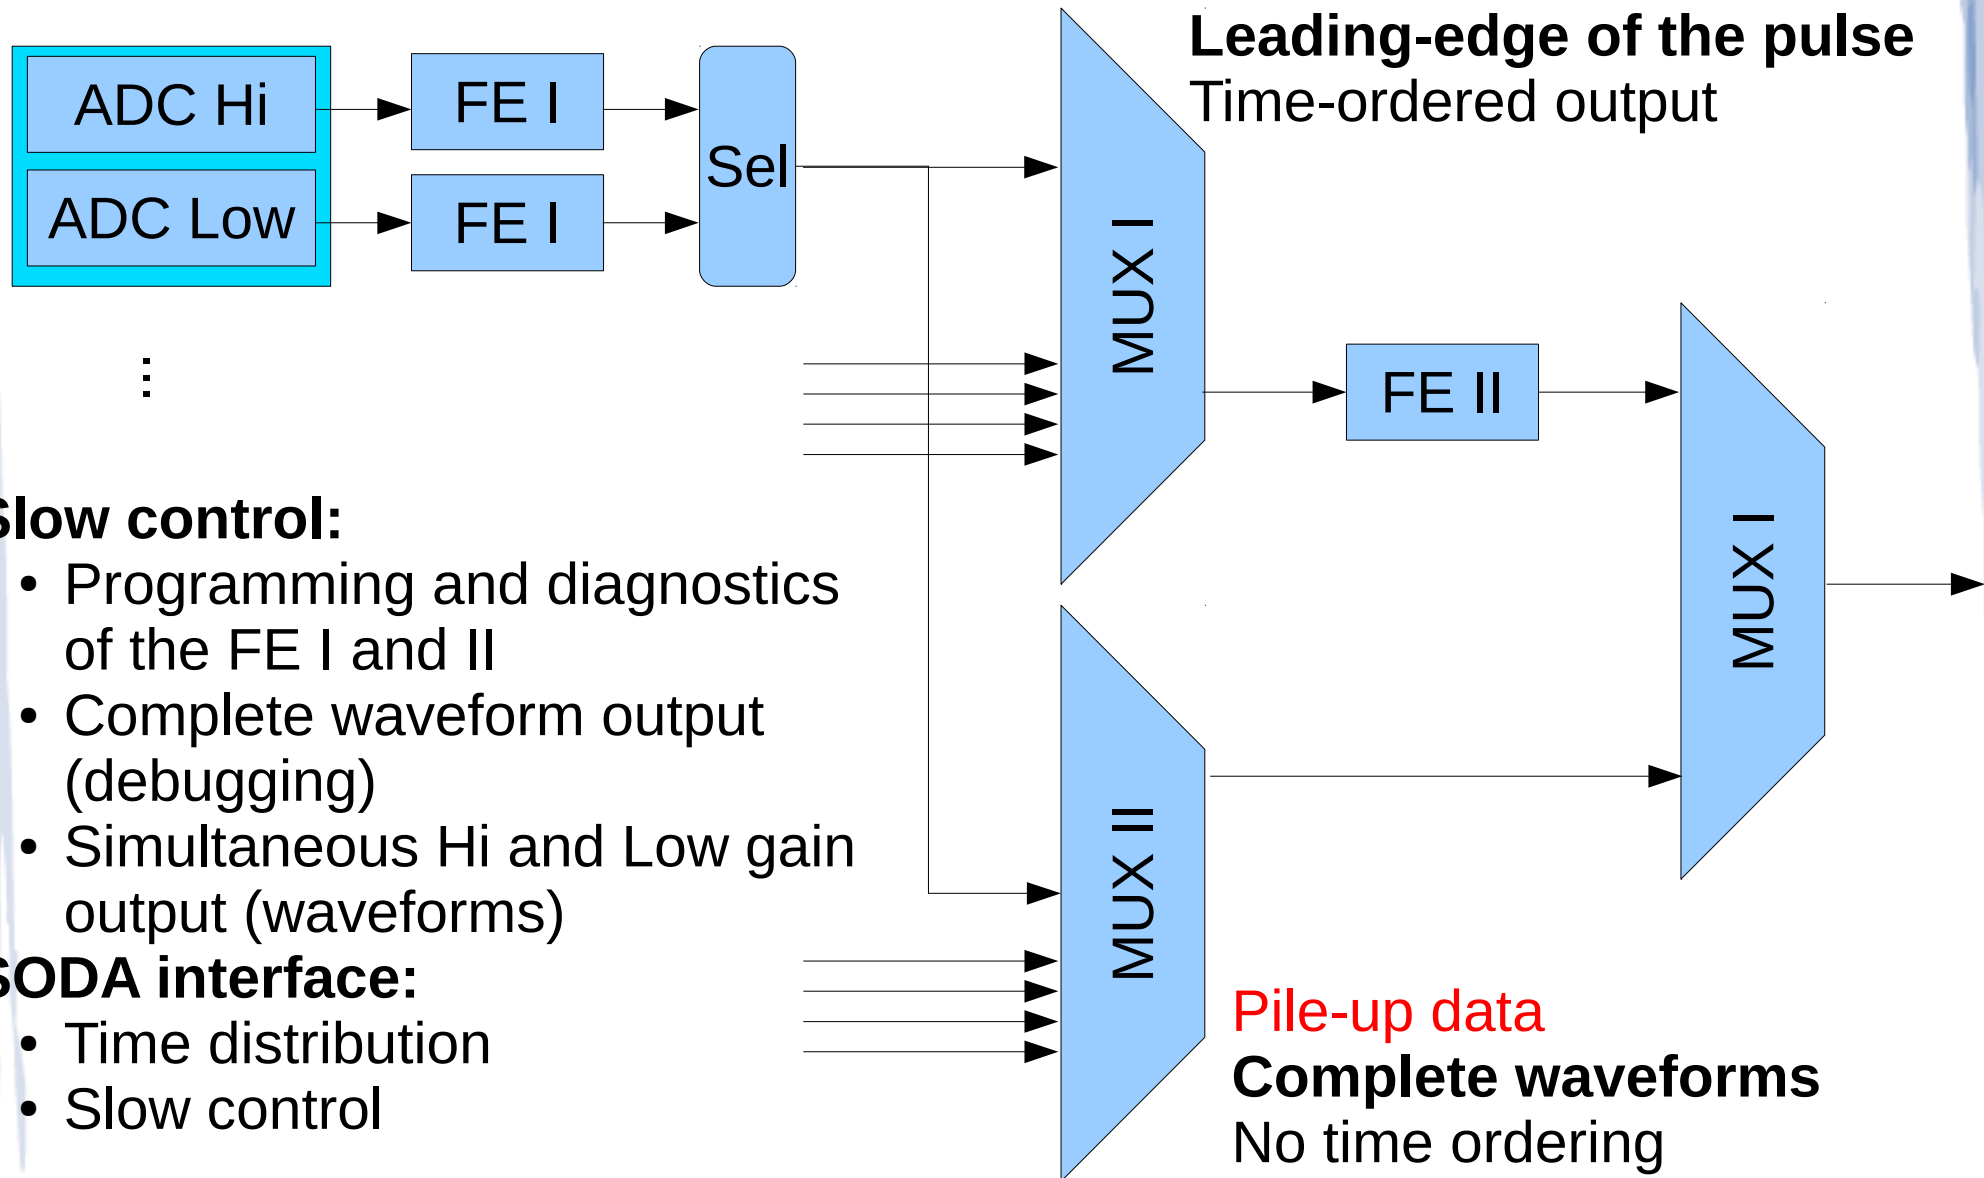 ADC Hi
FE I
Sel
ADC Low
FE I
MUX I
Leading-edge of the pulse
Time-ordered output
FE II
MUX I
...
Slow control:
• Programming and diagnostics
of the FE I and II
• Complete waveform output
(debugging)
• Simultaneous Hi and Low gain
output (waveforms)
SODA interface:
• Time distribution
• Slow control
MUX II
Pile-up data
Complete waveforms
No time ordering